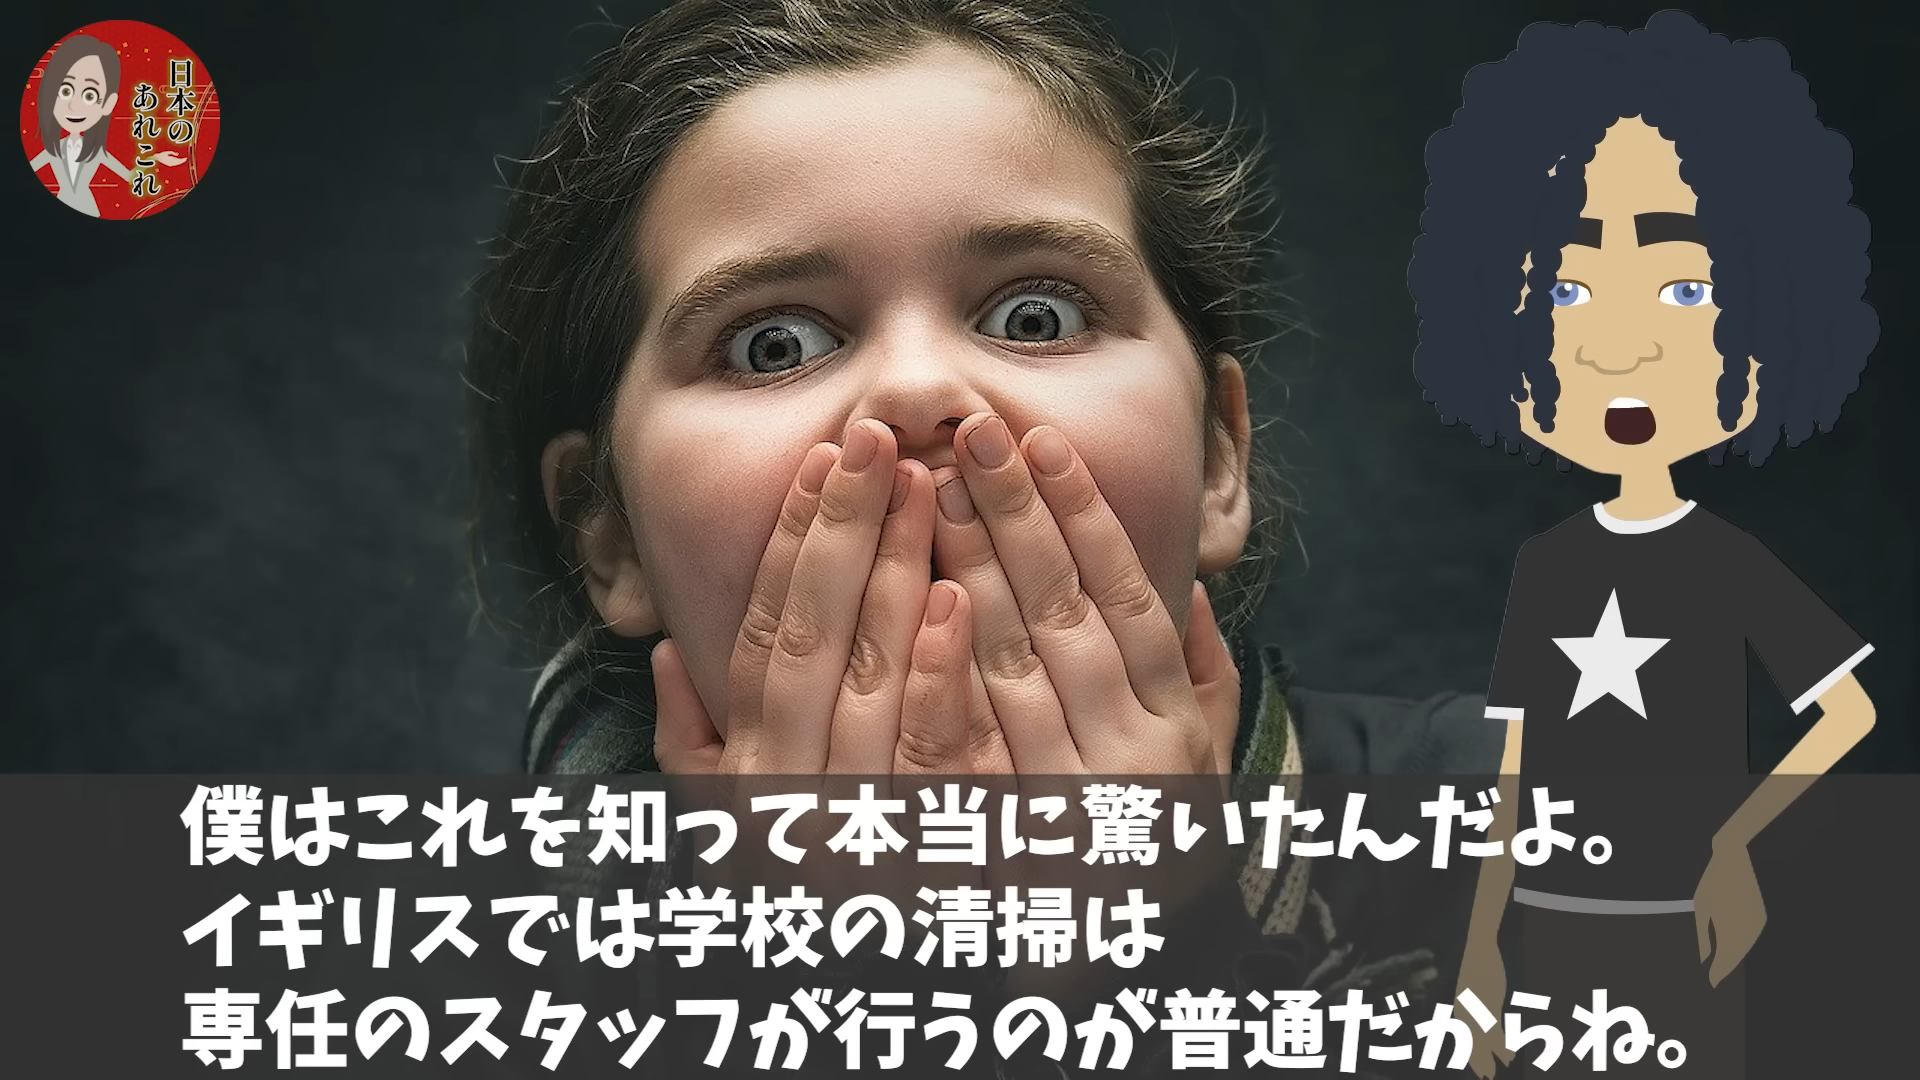 日本の
あれこれ
僕はこれを知って本当に驚いたんだよ。
イギリスでは学校の清掃は
専任のスタッフが行うのが普通だからね。